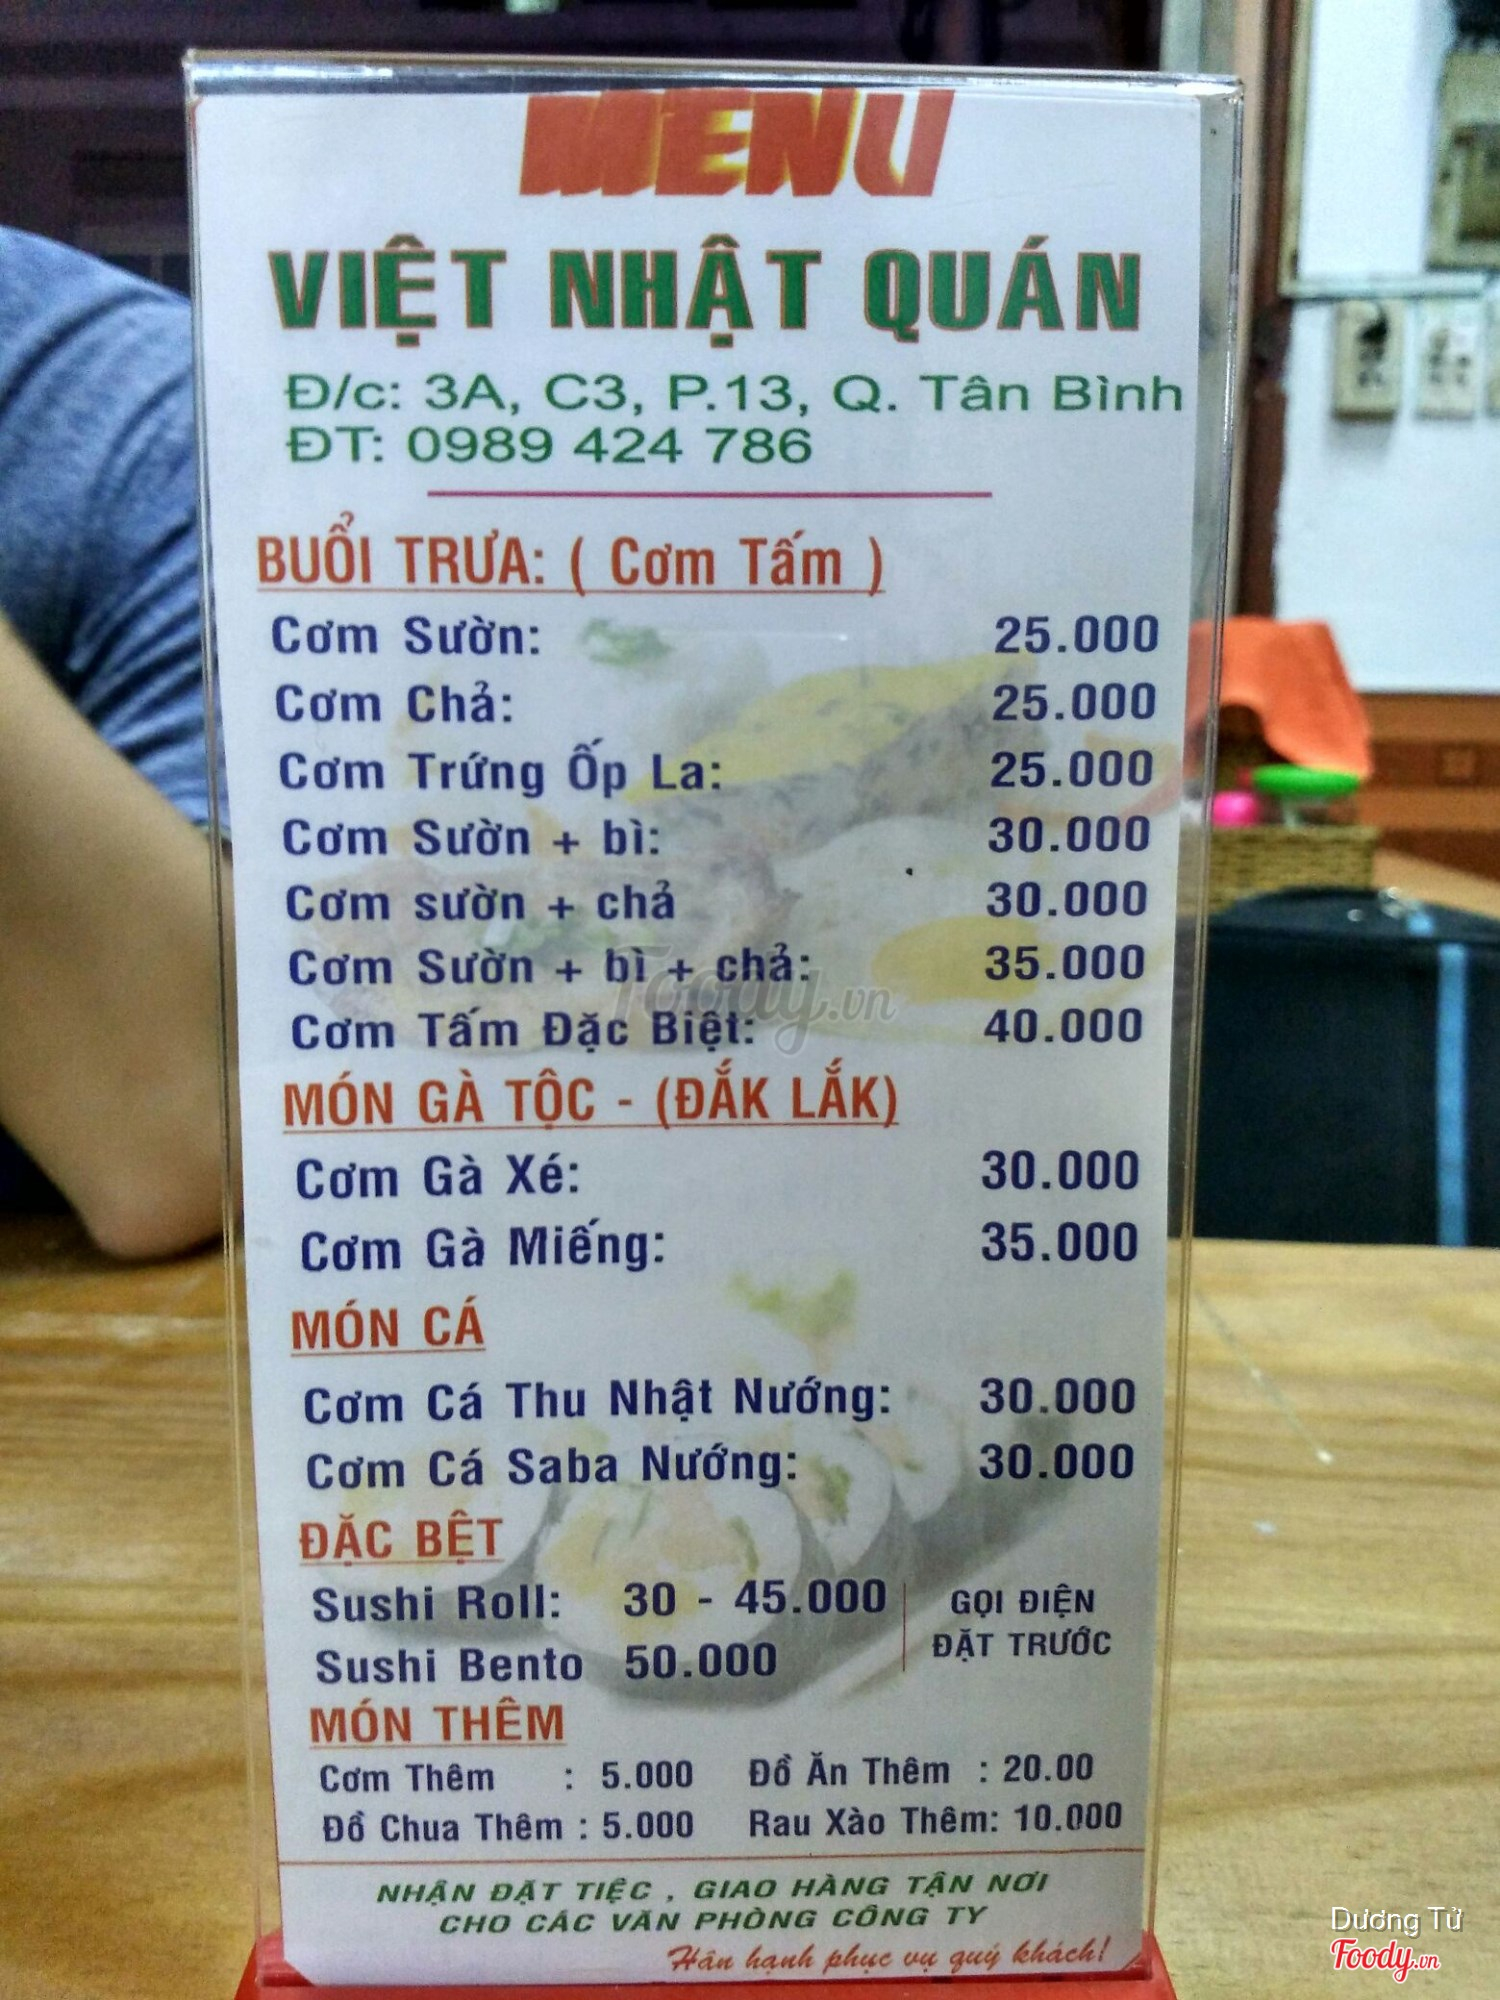 MENU
VIỆT NHẬT QUÁN
Đ/c: 3A, C3, P.13, Q. Tân Bình
ĐT: 0989 424 786
BUỔI TRƯA: ( Cơm Tấm )
Cơm Sườn: 25.000
Cơm Chả: 25.000
Cơm Trứng Ốp La: 25.000
Cơm Sườn + bì: 30.000
Cơm sườn + chả 30.000
Cơm Sườn + bì + chả: 35.000
Foody.vn
Cơm Tấm Đặc Biệt: 40.000
MÓN GÀ TỘC - (ĐẮK LẮK)
Cơm Gà Xé: 30.000
Cơm Gà Miếng: 35.000
MÓN CÁ
Cơm Cá Thu Nhật Nướng: 30.000
Cơm Cá Saba Nướng: 30.000
ĐẶC BỆT
Sushi Roll: 30 - 45.000 GỌI ĐIỆN
Sushi Bento 50.000 ĐẶT TRƯỚC
MÓN THÊM
Cơm Thêm : 5.000 Đồ Ăn Thêm : 20.00
Đồ Chua Thêm : 5.000 Rau Xào Thêm: 10.000
NHẬN ĐẶT TIỆC , GIAO HÀNG TẬN NƠI
CHO CÁC VĂN PHÒNG CÔNG TY
Hân hạnh phục vụ quý khách!
Dương Tử
Foody.vn